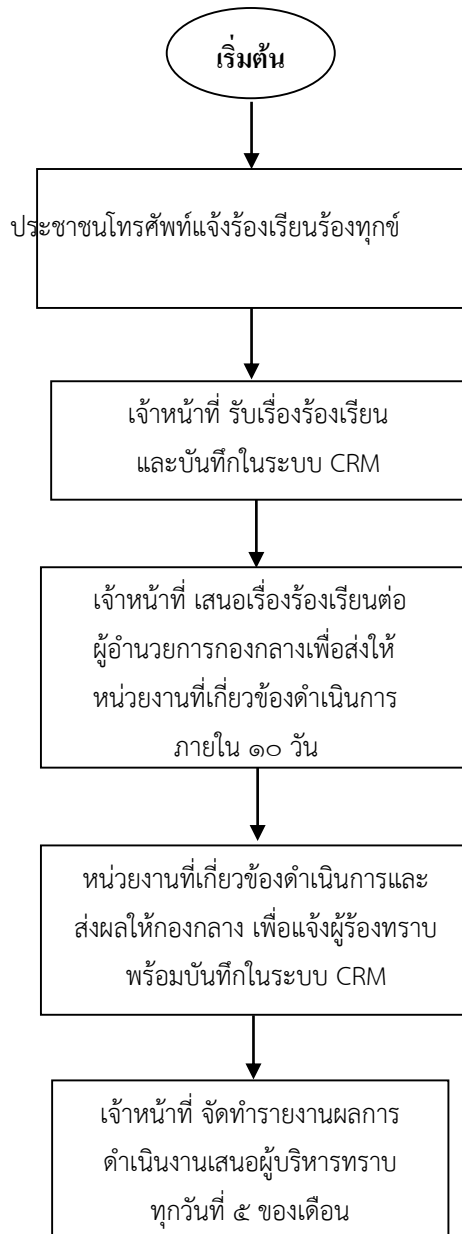 เริ่มต้น
ประชาชนโทรศัพท์แจ้งร้องเรียนร้องทุกข์
เจ้าหน้าที่ รับเรื่องร้องเรียน
และบันทึกในระบบ CRM
เจ้าหน้าที่ เสนอเรื่องร้องเรียนต่อ
ผู้อำนวยการกองกลางเพื่อส่งให้
หน่วยงานที่เกี่ยวข้องดำเนินการ
ภายใน ๑๐ วัน
หน่วยงานที่เกี่ยวข้องดำเนินการและ
ส่งผลให้กองกลาง เพื่อแจ้งผู้ร้องทราบ
พร้อมบันทึกในระบบ CRM
เจ้าหน้าที่ จัดทำรายงานผลการ
ดำเนินงานเสนอผู้บริหารทราบ
ทุกวันที่ ๕ ของเดือน